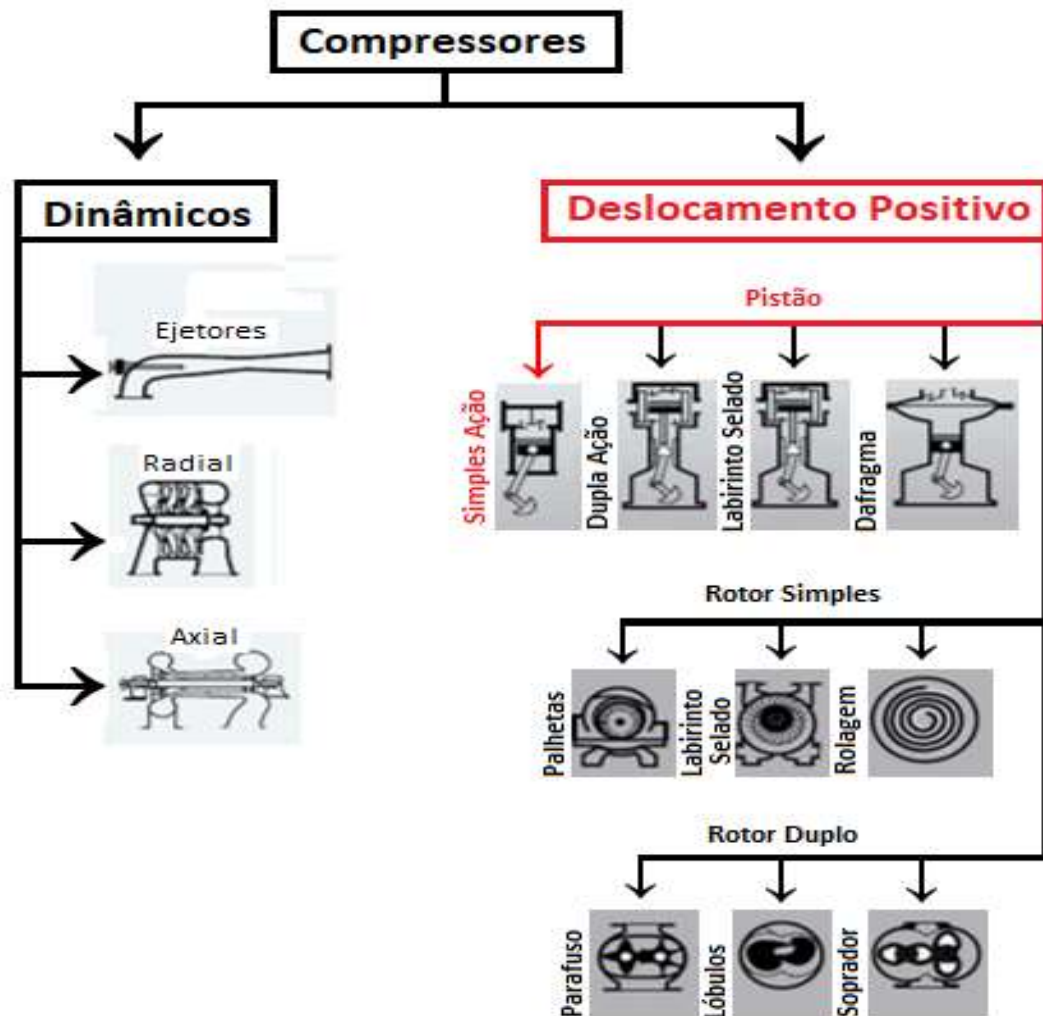 Compressores
Dinâmicos
Ejetores
Radial
Axial
Deslocamento Positivo
Pistão
Simples Ação
Dupla Ação
Labirinto Selado
Dafragma
Rotor Simples
Palhetas
Labirinto
Selado
Rolagem
Rotor Duplo
Parafuso
Lóbulos
Soprador